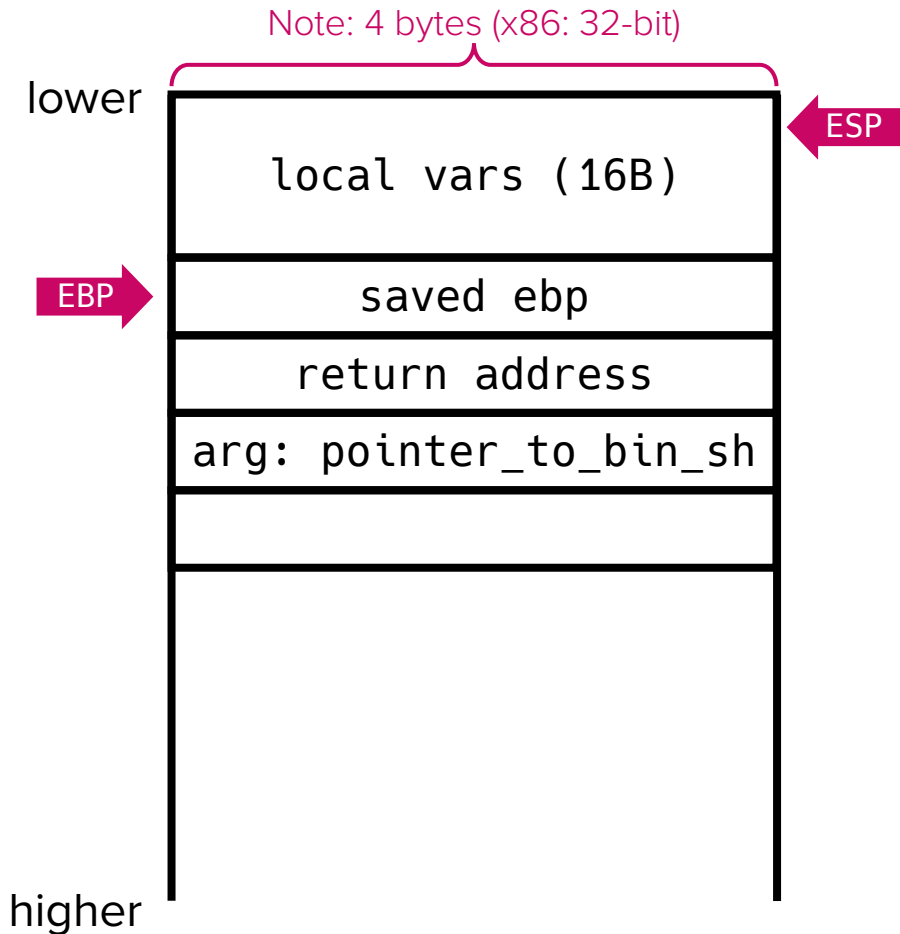 Note: 4 bytes (x86: 32-bit)
lower
ESP
local vars (16B)
EBP
saved ebp
return address
arg: pointer_to_bin_sh
higher